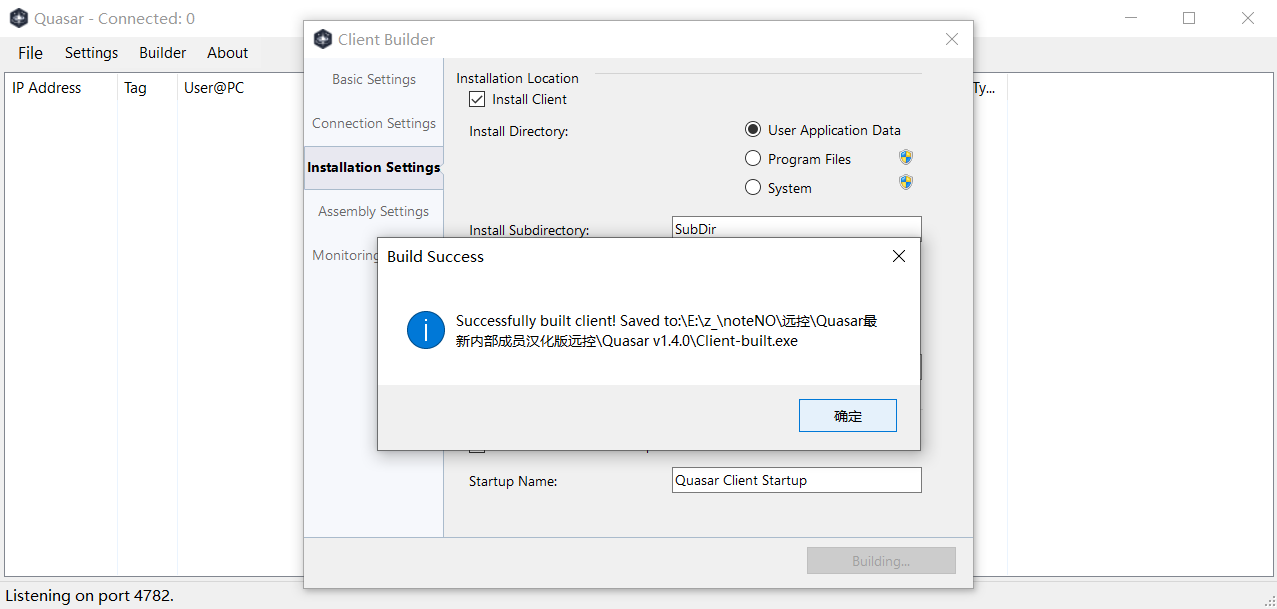 Quasar - Connected: 0
File Settings Builder About
IP Address Tag User@PC Ty...
Client Builder
Basic Settings
Connection Settings
Installation Settings
Assembly Settings
Monitoring
Installation Location
Install Client
Install Directory:
User Application Data
Program Files
System
Install Subdirectory: SubDir
Build Success
Successfully built client! Saved to:\E:\z_\noteNO\远控\Quasar最
新内部成员汉化版远控\Quasar v1.4.0\Client-built.exe
确定
Startup Name: Quasar Client Startup
Building...
Listening on port 4782.